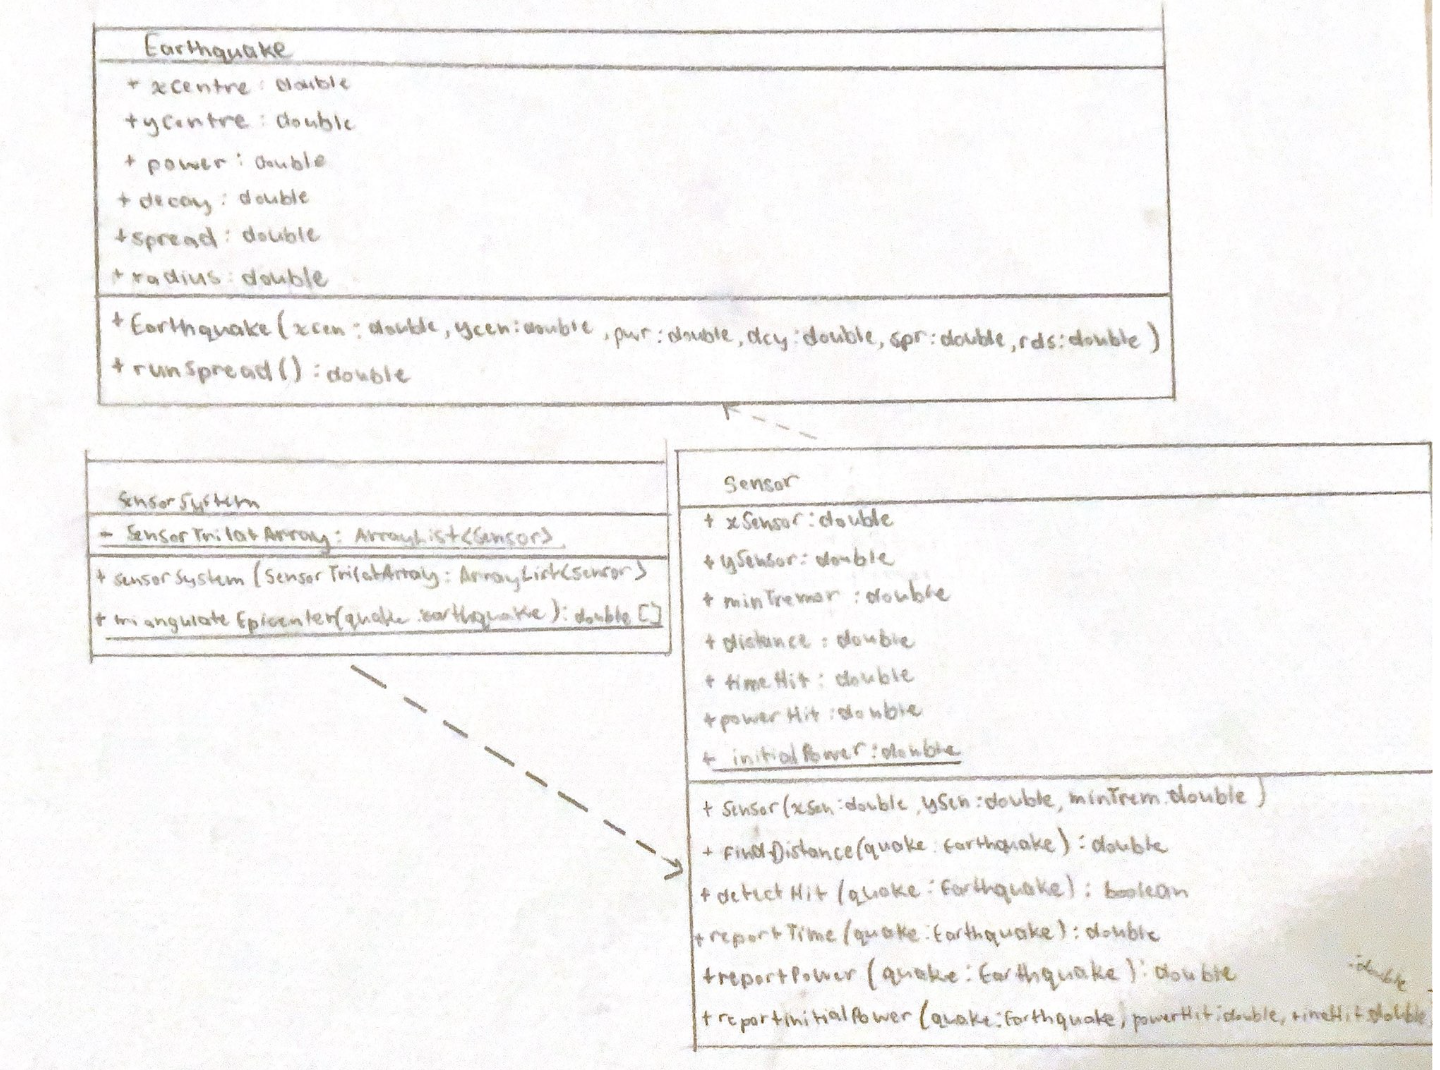 Earthquake
+ xcentre : double
+ ycentre : double
+ power : double
+ decay : double
+ spread : double
+ radius : double
+ Earthquake (xcen : double, ycen : double, pwr : double, dcy : double, spr : double, rds : double)
+ runSpread() : double
SensorSystem
- SensorTrilatArray : ArrayList<Sensor>
+ sensorSystem (SensorTrilatArray : ArrayList<Sensor)
+ triangulateEpicenter(quake : earthquake) : double []
Sensor
+ xSensor : double
+ ySensor : double
+ minTremor : double
+ distance : double
+ timeHit : double
+ powerHit : double
+ initialPower : double
+ Sensor (xSen : double, ySen : double, minTrem : double)
+ findDistance(quake : Earthquake) : double
+ detectHit (quake : Earthquake) : boolean
+ reportTime (quake : Earthquake) : double
+ reportPower (quake : Earthquake) : double
: double
+ reportinitialPower (quake : Earthquake, powerHit : double, timeHit : double